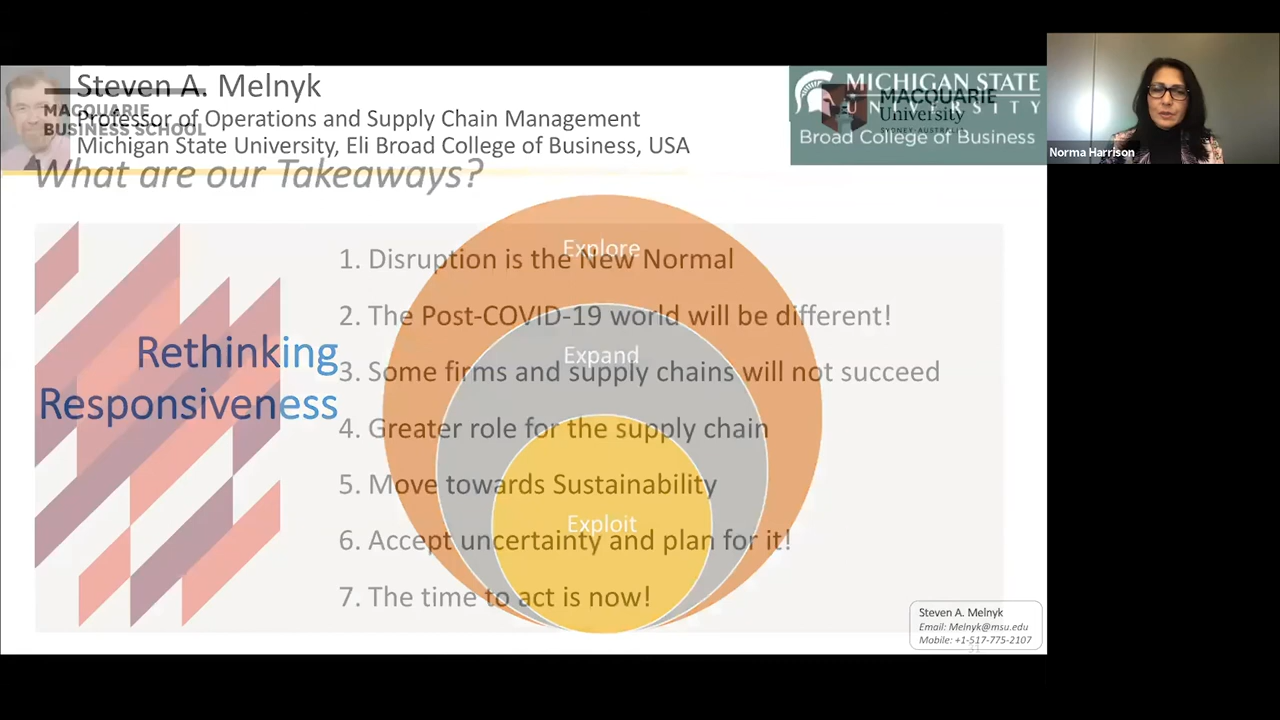 Steven A. Melnyk
Professor of Operations and Supply Chain Management
Michigan State University, Eli Broad College of Business, USA
MACQUARIE
BUSINESS SCHOOL
MICHIGAN STATE
UNIVERSITY
Broad College of Business
MACQUARIE
University
SYDNEY·AUSTRALIA
Norma Harrison
What are our Takeaways?
Rethinking
Responsiveness
1. Disruption is the New Normal
2. The Post-COVID-19 world will be different!
3. Some firms and supply chains will not succeed
4. Greater role for the supply chain
5. Move towards Sustainability
6. Accept uncertainty and plan for it!
7. The time to act is now!
Explore
Expand
Exploit
Steven A. Melnyk
Email: Melnyk@msu.edu
Mobile: +1-517-775-2107
31